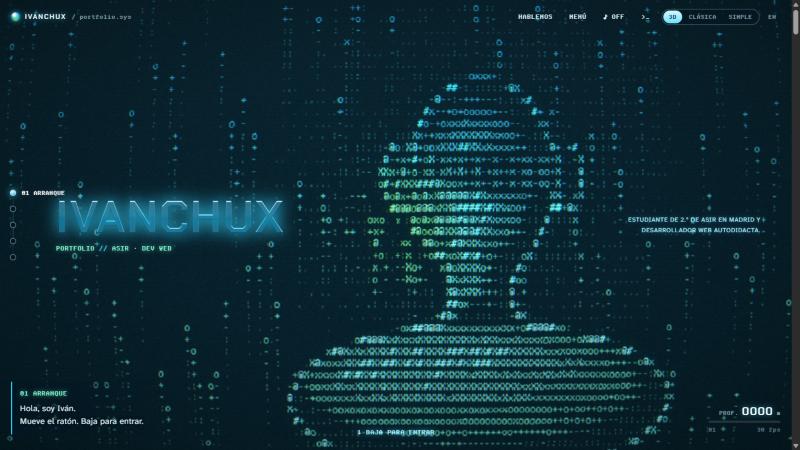 IVANCHUX / portfolio.sys
HABLEMOS MENÚ ♪ OFF >_ 3D CLÁSICA SIMPLE EN
01 ARRANQUE
IVANCHUX
PORTFOLIO // ASIR · DEV WEB
ESTUDIANTE DE 2.º DE ASIR EN MADRID Y
DESARROLLADOR WEB AUTODIDACTA.
01 ARRANQUE
Hola, soy Iván.
Mueve el ratón. Baja para entrar.
BAJA PARA ENTRAR
PROF. 0000 m
30 fps